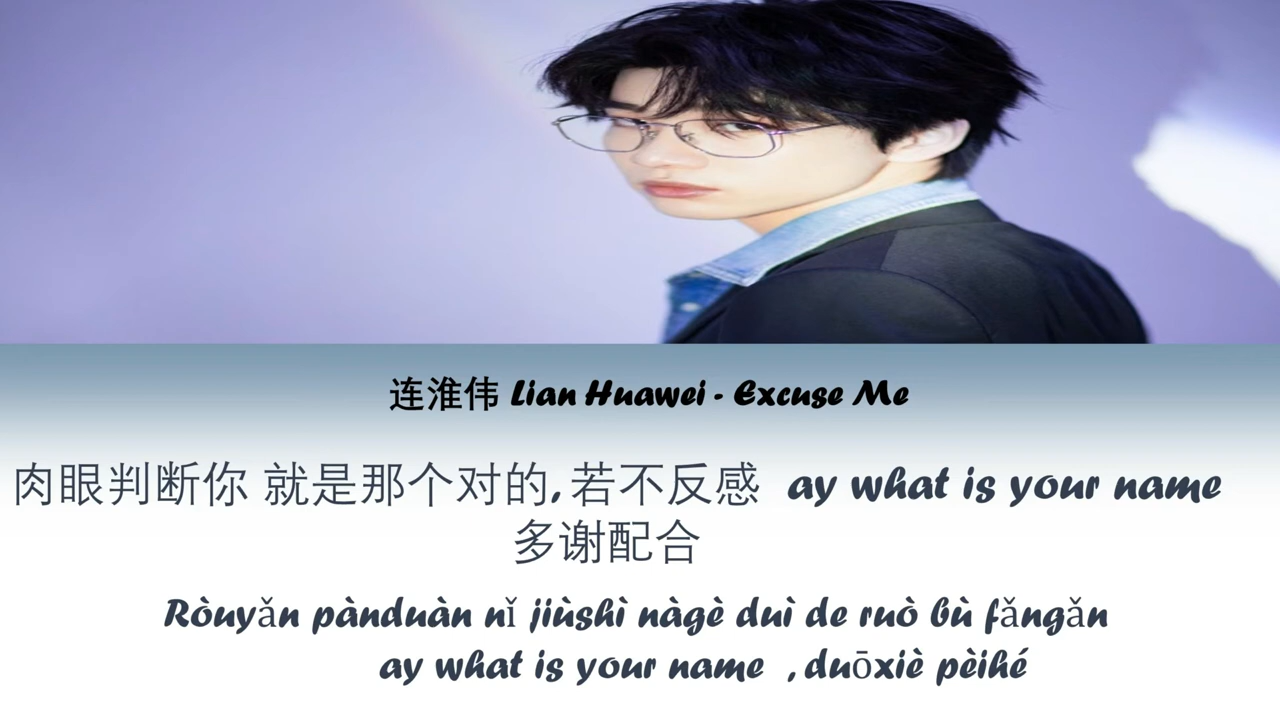 连淮伟 Lian Huawei - Excuse Me
肉眼判断你 就是那个对的, 若不反感 ay what is your name
多谢配合
Ròuyǎn pànduàn nǐ jiùshì nàgè duì de ruò bù fǎngǎn
ay what is your name , duōxiè pèihé